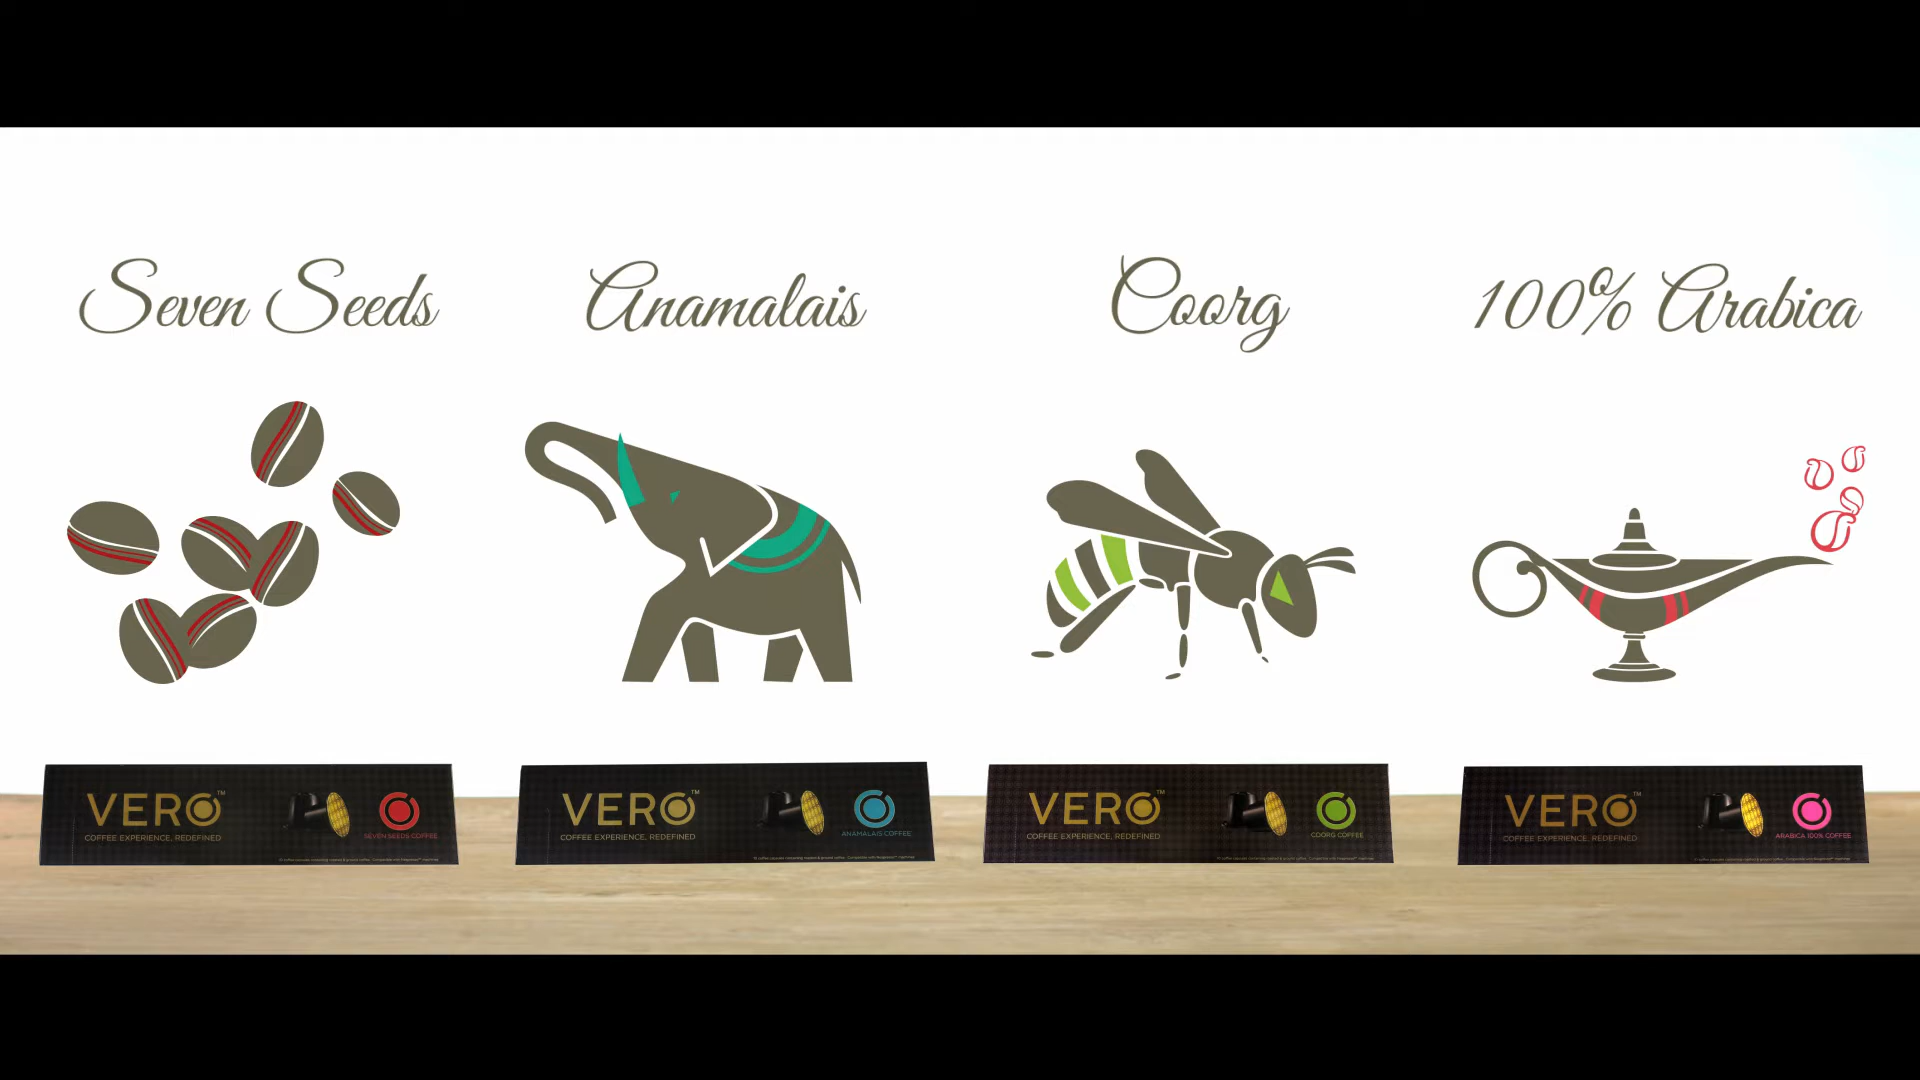 Seven Seeds
Anamalais
Coorg
100% Arabica
VERO™
COFFEE EXPERIENCE, REDEFINED
SEVEN SEEDS COFFEE
VERO™
COFFEE EXPERIENCE, REDEFINED
ANAMALAIS COFFEE
VERO™
COFFEE EXPERIENCE, REDEFINED
COORG COFFEE
VERO™
COFFEE EXPERIENCE, REDEFINED
ARABICA 100% COFFEE